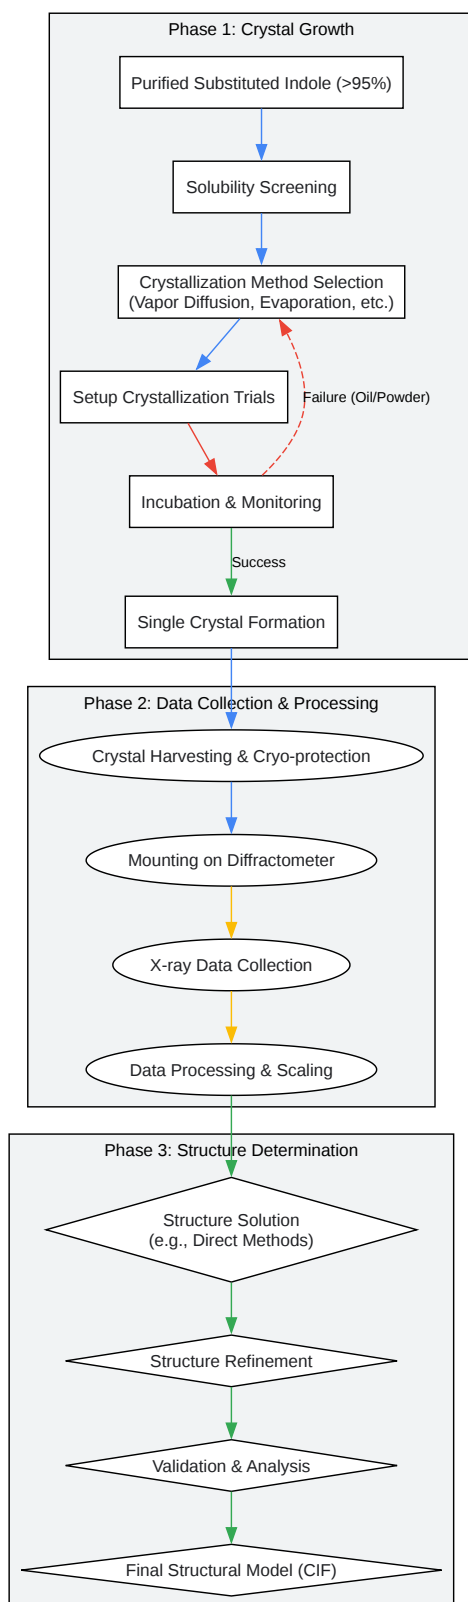 Phase 1: Crystal Growth
Purified Substituted Indole (>95%)
Solubility Screening
Crystallization Method Selection
(Vapor Diffusion, Evaporation, etc.)
Setup Crystallization Trials
Failure (Oil/Powder)
Incubation & Monitoring
Success
Single Crystal Formation
Phase 2: Data Collection & Processing
Crystal Harvesting & Cryo-protection
Mounting on Diffractometer
X-ray Data Collection
Data Processing & Scaling
Phase 3: Structure Determination
Structure Solution
(e.g., Direct Methods)
Structure Refinement
Validation & Analysis
Final Structural Model (CIF)